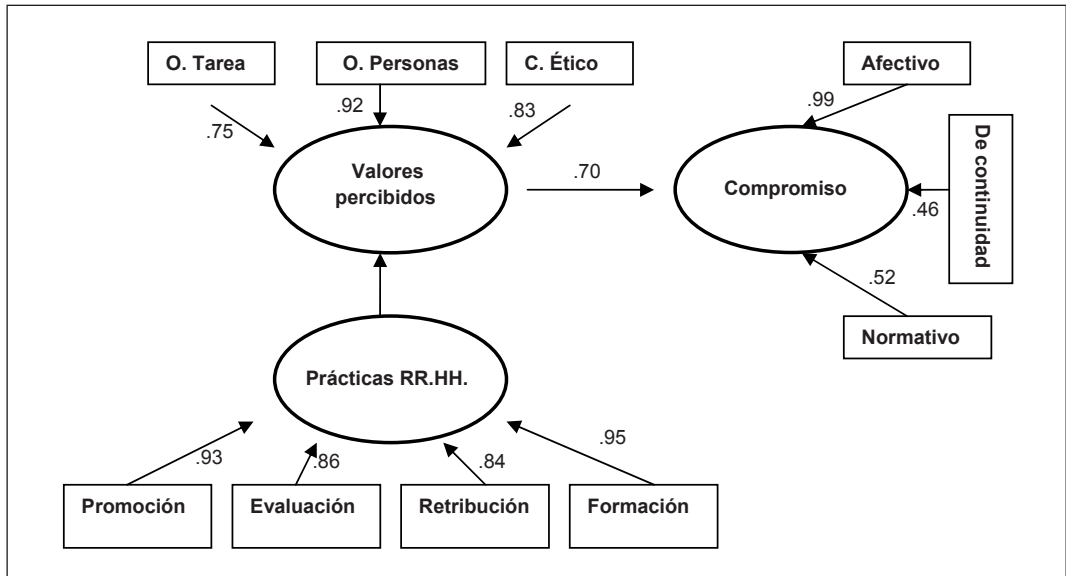 O. Tarea
O. Personas
C. Ético
Afectivo
.75
.92
.83
.99
Valores
percibidos
.70
Compromiso
.46
De continuidad
.52
Normativo
Prácticas RR.HH.
.93
.86
.84
.95
Promoción
Evaluación
Retribución
Formación